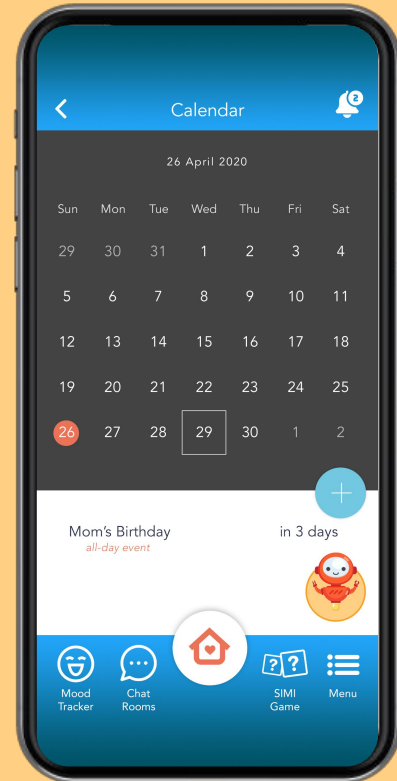 Calendar
2
26 April 2020
Sun Mon Tue Wed Thu Fri Sat
29 30 31 1 2 3 4
5 6 7 8 9 10 11
12 13 14 15 16 17 18
19 20 21 22 23 24 25
26 27 28 29 30 1 2
+
Mom's Birthday in 3 days
all-day event
? ?
Mood Chat SIMI Menu
Tracker Rooms Game